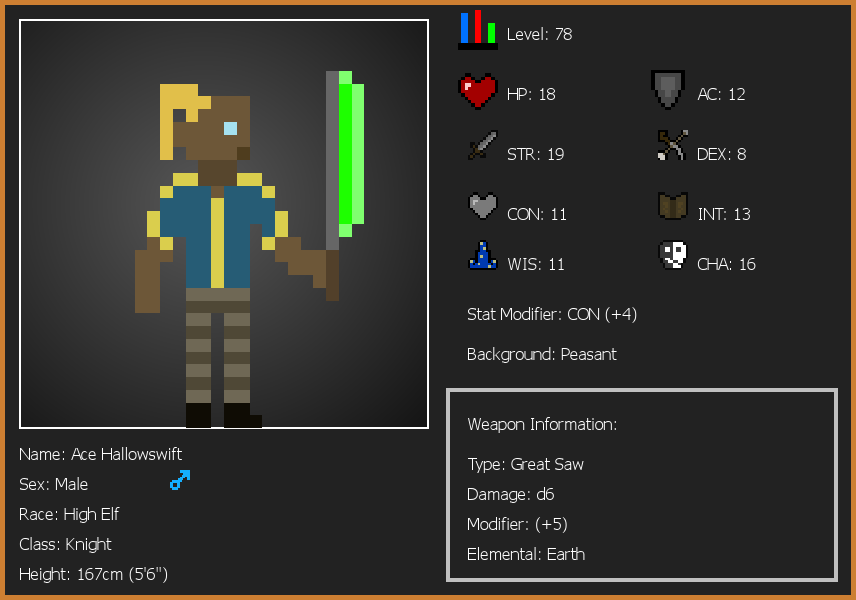 Level: 78
HP: 18
AC: 12
STR: 19
DEX: 8
CON: 11
INT: 13
WIS: 11
CHA: 16
Stat Modifier: CON (+4)
Background: Peasant
Weapon Information:
Type: Great Saw
Damage: d6
Modifier: (+5)
Elemental: Earth
Name: Ace Hallowswift
Sex: Male
Race: High Elf
Class: Knight
Height: 167cm (5'6")